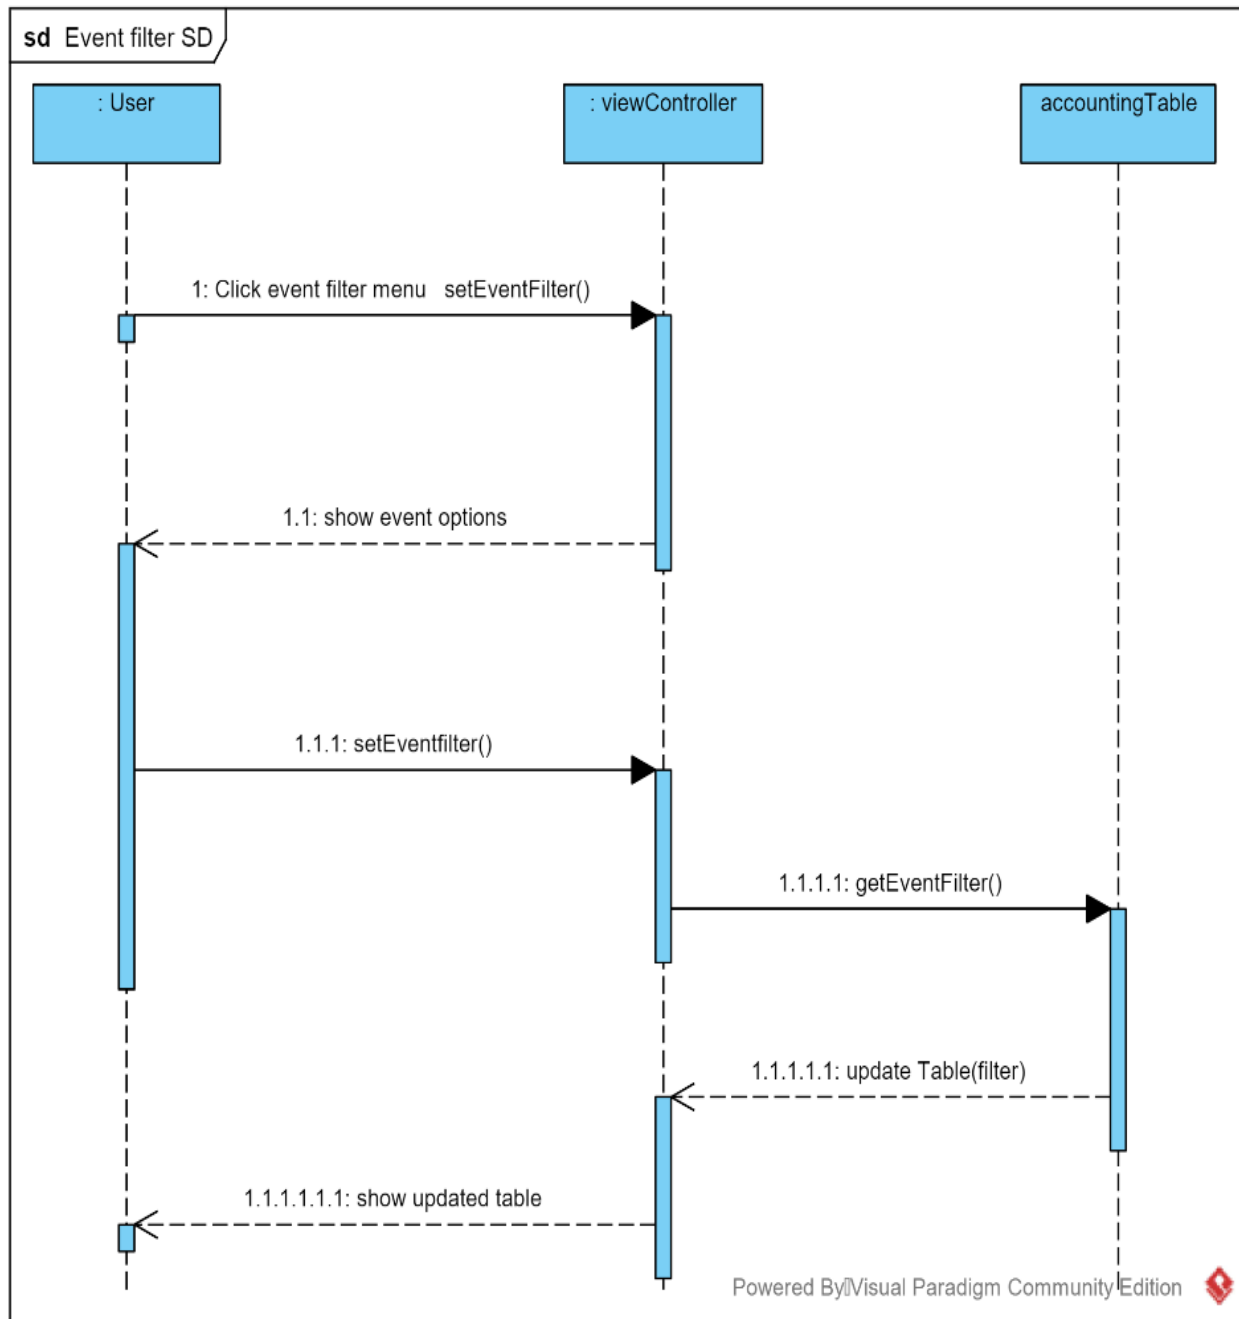 sd Event filter SD
: User
: viewController
accountingTable
1: Click event filter menu setEventFilter()
1.1: show event options
1.1.1: setEventfilter()
1.1.1.1: getEventFilter()
1.1.1.1.1: update Table(filter)
1.1.1.1.1.1: show updated table
Powered By Visual Paradigm Community Edition